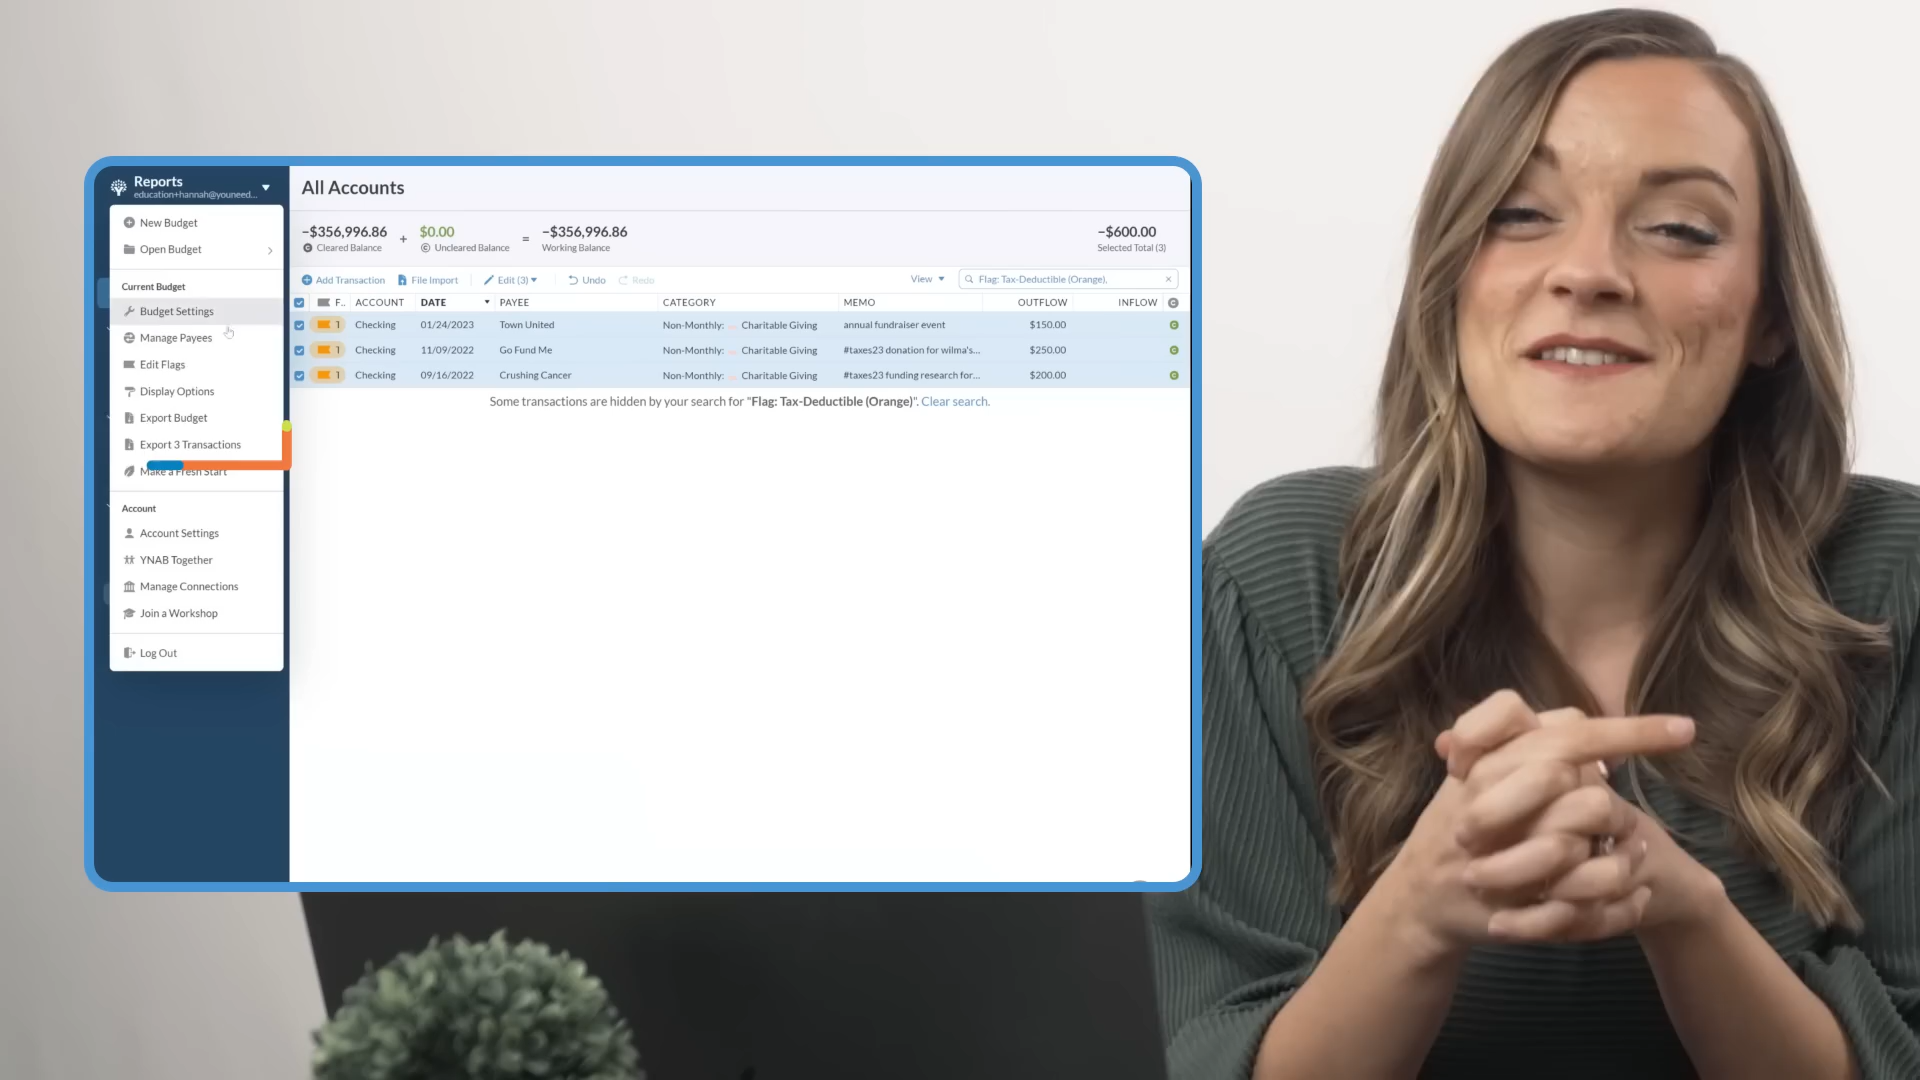 Reports
education+hannah@youneed...
New Budget
Open Budget
Current Budget
Budget Settings
Manage Payees
Edit Flags
Display Options
Export Budget
Export 3 Transactions
Make a Fresh Start
Account
Account Settings
YNAB Together
Manage Connections
Join a Workshop
Log Out
All Accounts
−$356,996.86 + $0.00 = −$356,996.86 −$600.00
Cleared Balance Uncleared Balance Working Balance Selected Total (3)
Add Transaction File Import Edit (3) Undo Redo View Flag: Tax-Deductible (Orange),
F.. ACCOUNT DATE PAYEE CATEGORY MEMO OUTFLOW INFLOW
1 Checking 01/24/2023 Town United Non-Monthly: Charitable Giving annual fundraiser event $150.00
1 Checking 11/09/2022 Go Fund Me Non-Monthly: Charitable Giving #taxes23 donation for wilma's... $250.00
1 Checking 09/16/2022 Crushing Cancer Non-Monthly: Charitable Giving #taxes23 funding research for... $200.00
Some transactions are hidden by your search for "Flag: Tax-Deductible (Orange)". Clear search.